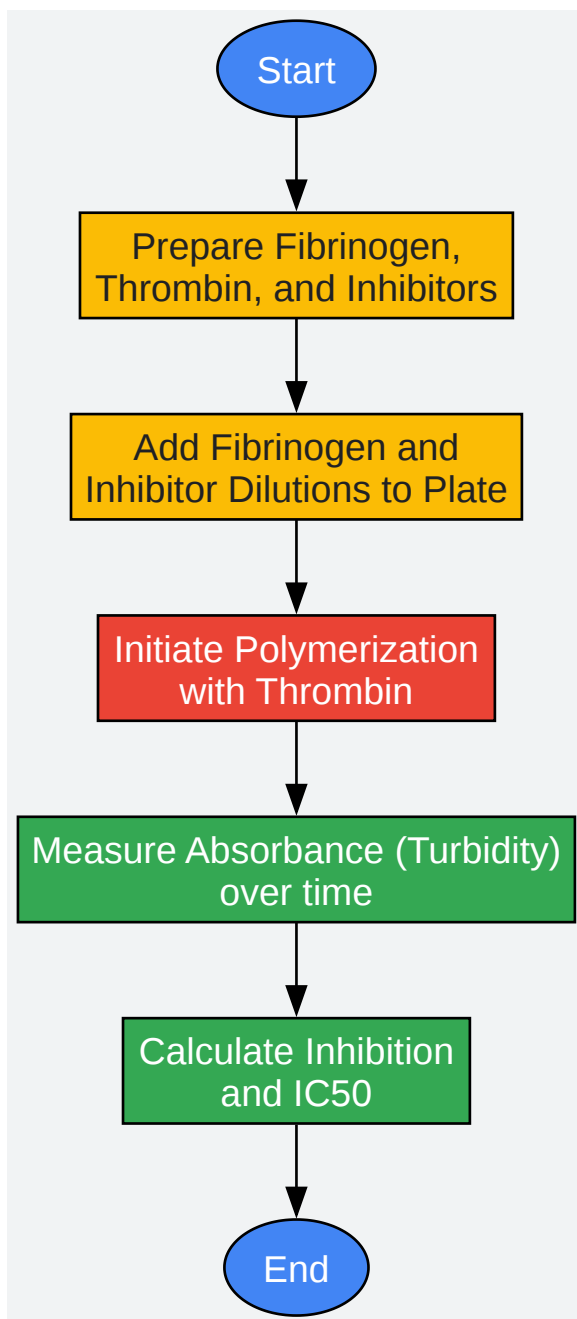 Start
Prepare Fibrinogen,
Thrombin, and Inhibitors
Add Fibrinogen and
Inhibitor Dilutions to Plate
Initiate Polymerization
with Thrombin
Measure Absorbance (Turbidity)
over time
Calculate Inhibition
and IC50
End